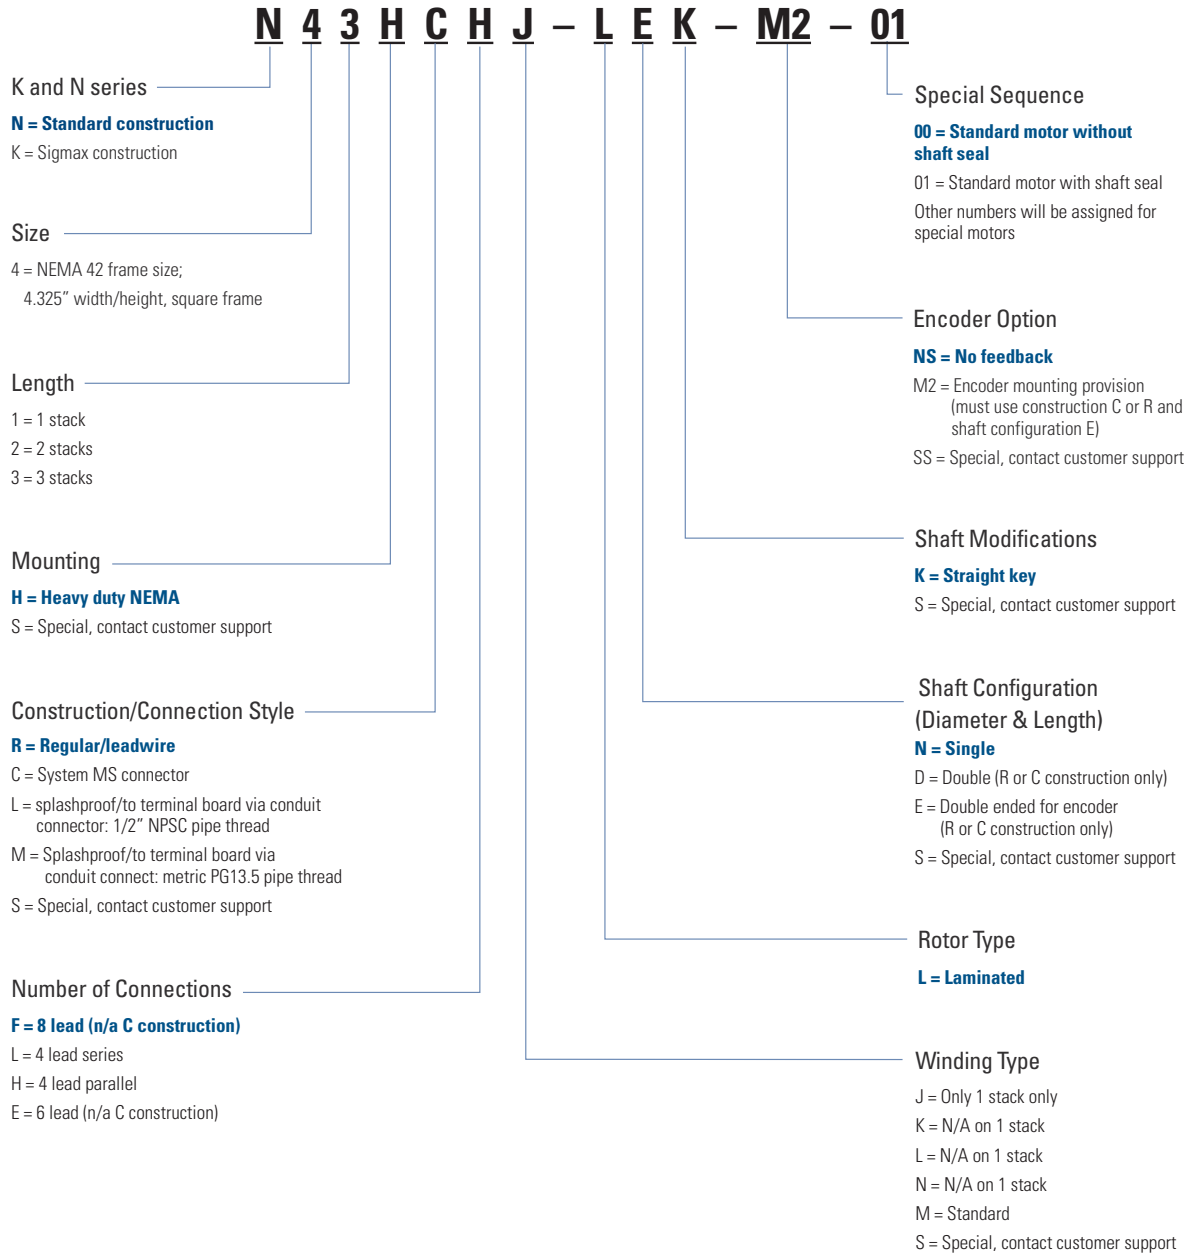 N 4 3 H C H J – L E K – M2 – 01
K and N series
N = Standard construction
K = Sigmax construction
Size
4 = NEMA 42 frame size;
4.325” width/height, square frame
Length
1 = 1 stack
2 = 2 stacks
3 = 3 stacks
Mounting
H = Heavy duty NEMA
S = Special, contact customer support
Construction/Connection Style
R = Regular/leadwire
C = System MS connector
L = splashproof/to terminal board via conduit
connector: 1/2” NPSC pipe thread
M = Splashproof/to terminal board via
conduit connect: metric PG13.5 pipe thread
S = Special, contact customer support
Number of Connections
F = 8 lead (n/a C construction)
L = 4 lead series
H = 4 lead parallel
E = 6 lead (n/a C construction)
Special Sequence
00 = Standard motor without
shaft seal
01 = Standard motor with shaft seal
Other numbers will be assigned for
special motors
Encoder Option
NS = No feedback
M2 = Encoder mounting provision
(must use construction C or R and
shaft configuration E)
SS = Special, contact customer support
Shaft Modifications
K = Straight key
S = Special, contact customer support
Shaft Configuration
(Diameter & Length)
N = Single
D = Double (R or C construction only)
E = Double ended for encoder
(R or C construction only)
S = Special, contact customer support
Rotor Type
L = Laminated
Winding Type
J = Only 1 stack only
K = N/A on 1 stack
L = N/A on 1 stack
N = N/A on 1 stack
M = Standard
S = Special, contact customer support